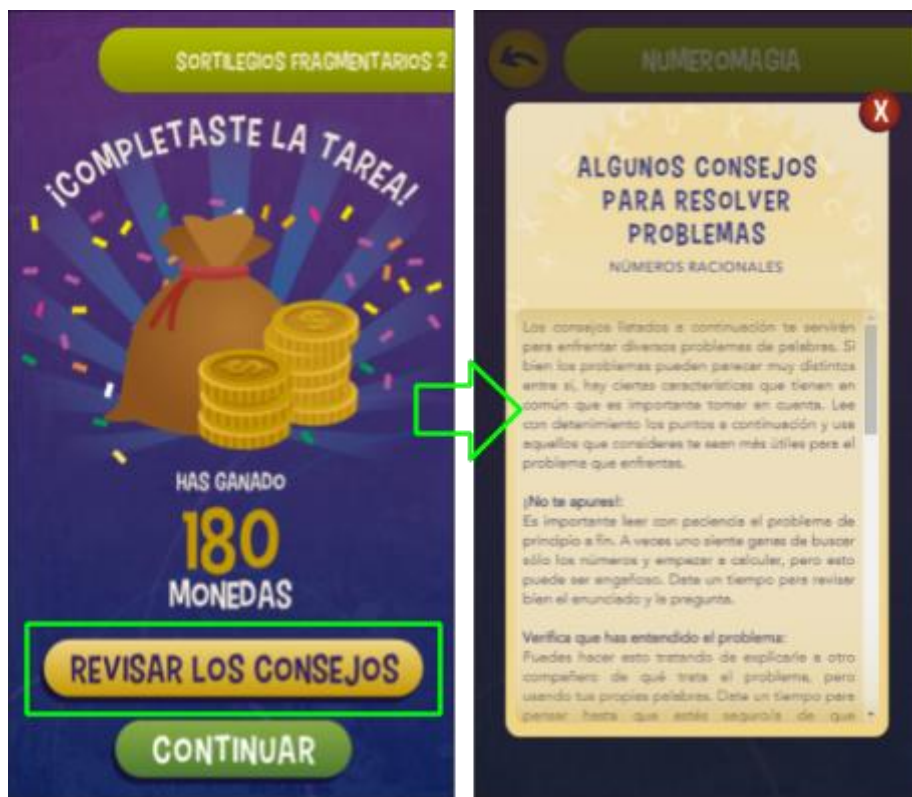 SORTILEGIOS FRAGMENTARIOS 2
¡COMPLETASTE LA TAREA!
HAS GANADO
180
MONEDAS
REVISAR LOS CONSEJOS
CONTINUAR
NUMEROMAGIA
X
ALGUNOS CONSEJOS
PARA RESOLVER
PROBLEMAS
NÚMEROS RACIONALES
Los consejos listados a continuación te servirán
para enfrentar diversos problemas de palabras. Si
bien los problemas pueden parecer muy distintos
entre sí, hay ciertas características que tienen en
común que es importante tomar en cuenta. Lee
con detenimiento los puntos a continuación y usa
aquellos que consideres te sean más útiles para el
problema que enfrentas.
¡No te apures!:
Es importante leer con paciencia el problema de
principio a fin. A veces uno siente ganas de buscar
sólo los números y empezar a calcular, pero esto
puede ser engañoso. Date un tiempo para revisar
bien el enunciado y la pregunta.
Verifica que has entendido el problema:
Puedes hacer esto tratando de explicarle a otro
compañero de qué trata el problema, pero
usando tus propias palabras. Date un tiempo para
pensar hasta que estés seguro/a de que